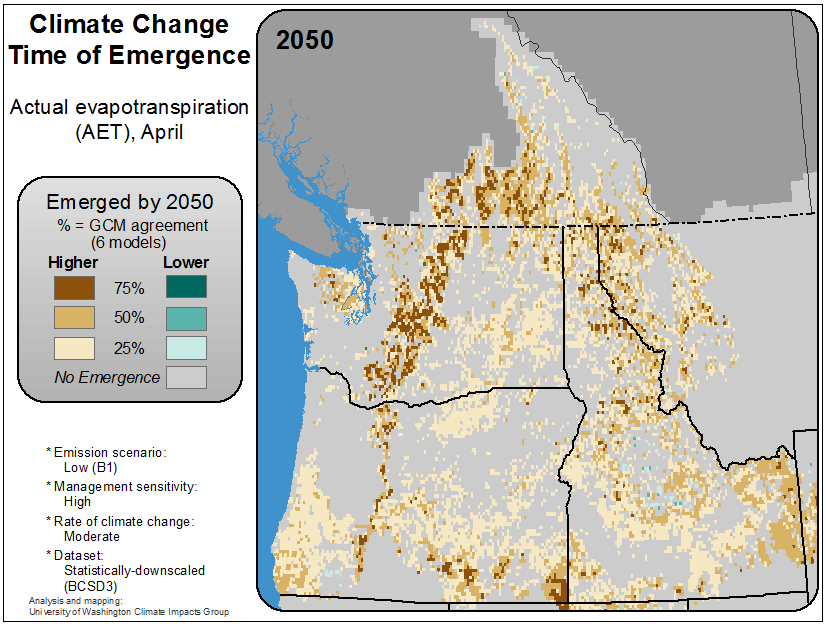 Climate Change
Time of Emergence
Actual evapotranspiration
(AET), April
Emerged by 2050
% = GCM agreement
(6 models)
Higher Lower
75%
50%
25%
No Emergence
* Emission scenario:
Low (B1)
* Management sensitivity:
High
* Rate of climate change:
Moderate
* Dataset:
Statistically-downscaled
(BCSD3)
Analysis and mapping:
University of Washington Climate Impacts Group
2050